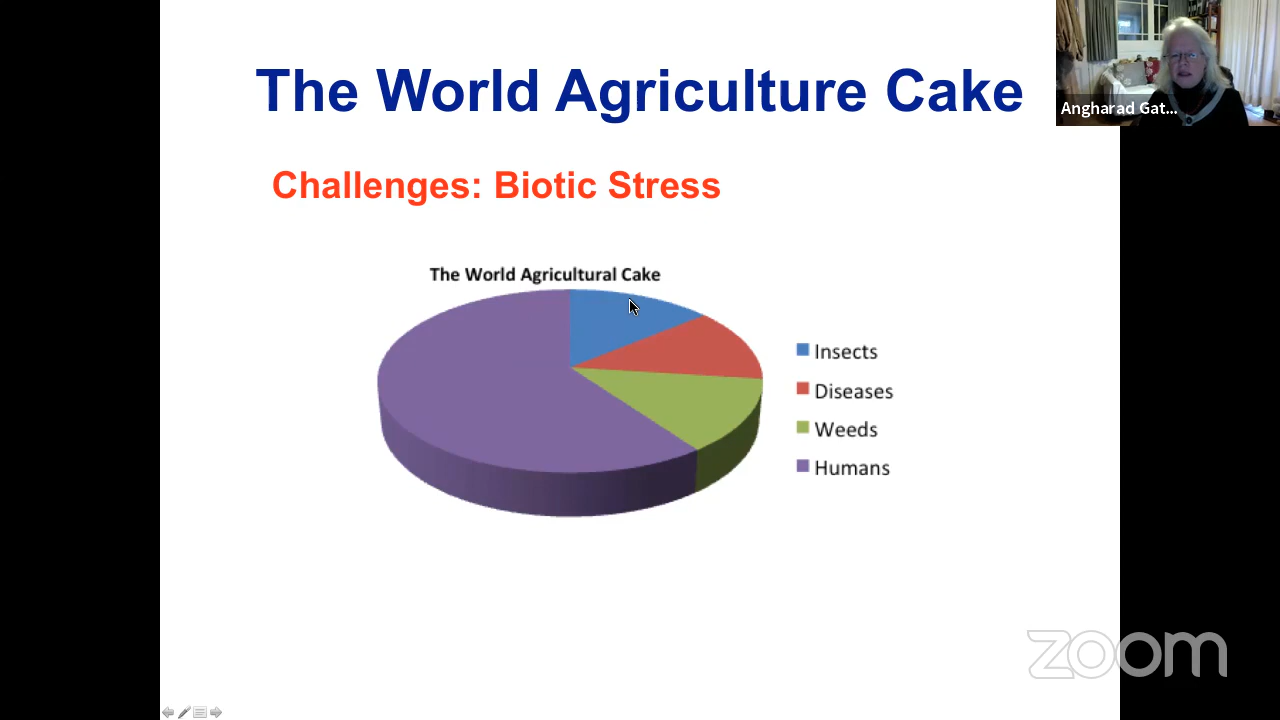 The World Agriculture Cake
Angharad Gat...
Challenges: Biotic Stress
The World Agricultural Cake
Insects
Diseases
Weeds
Humans
zoom